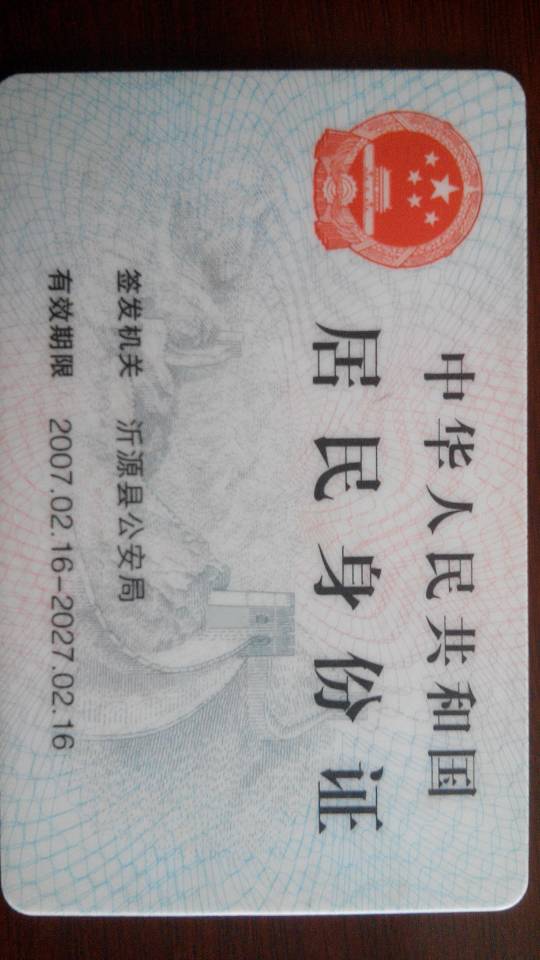 中华人民共和国
居民身份证
签发机关 沂源县公安局
有效期限 2007.02.16-2027.02.16